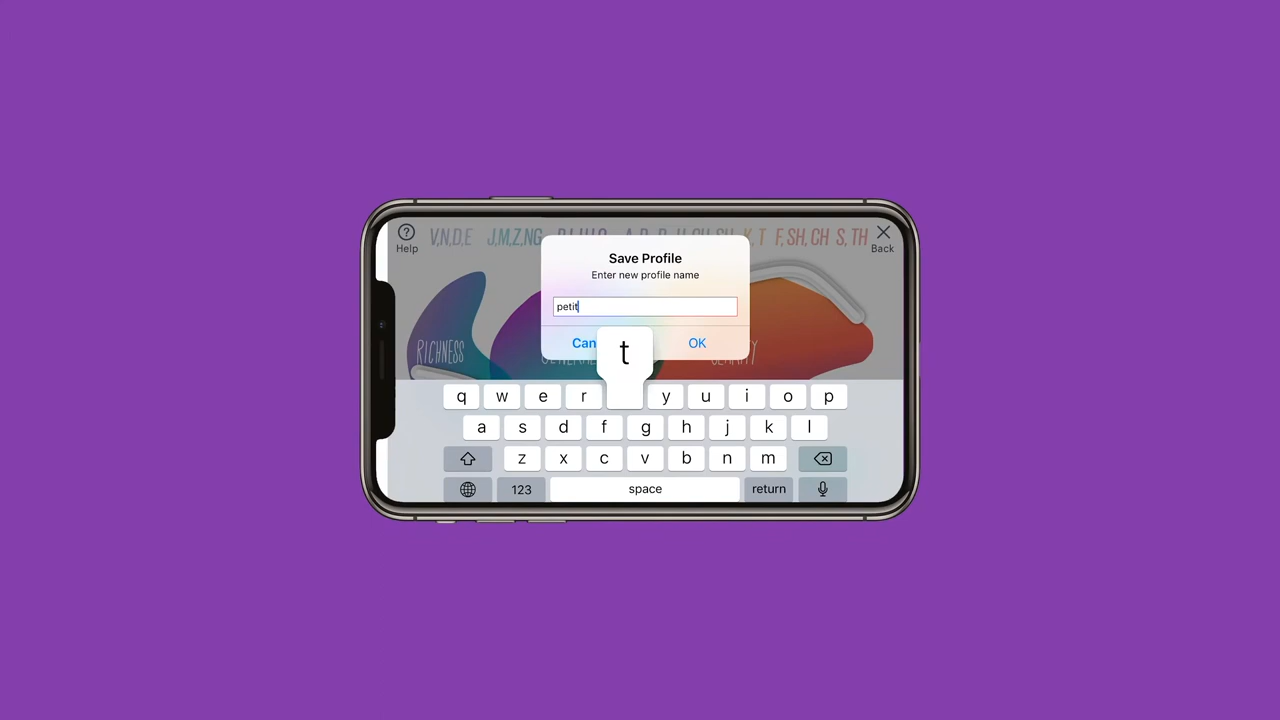 Help
V,N,D,E J,M,Z,NG K,T F,SH,CH S,TH
Back
Save Profile
Enter new profile name
petit
Can
OK
t
RICHNESS
q w e r y u i o p
a s d f g h j k l
z x c v b n m
123 space return